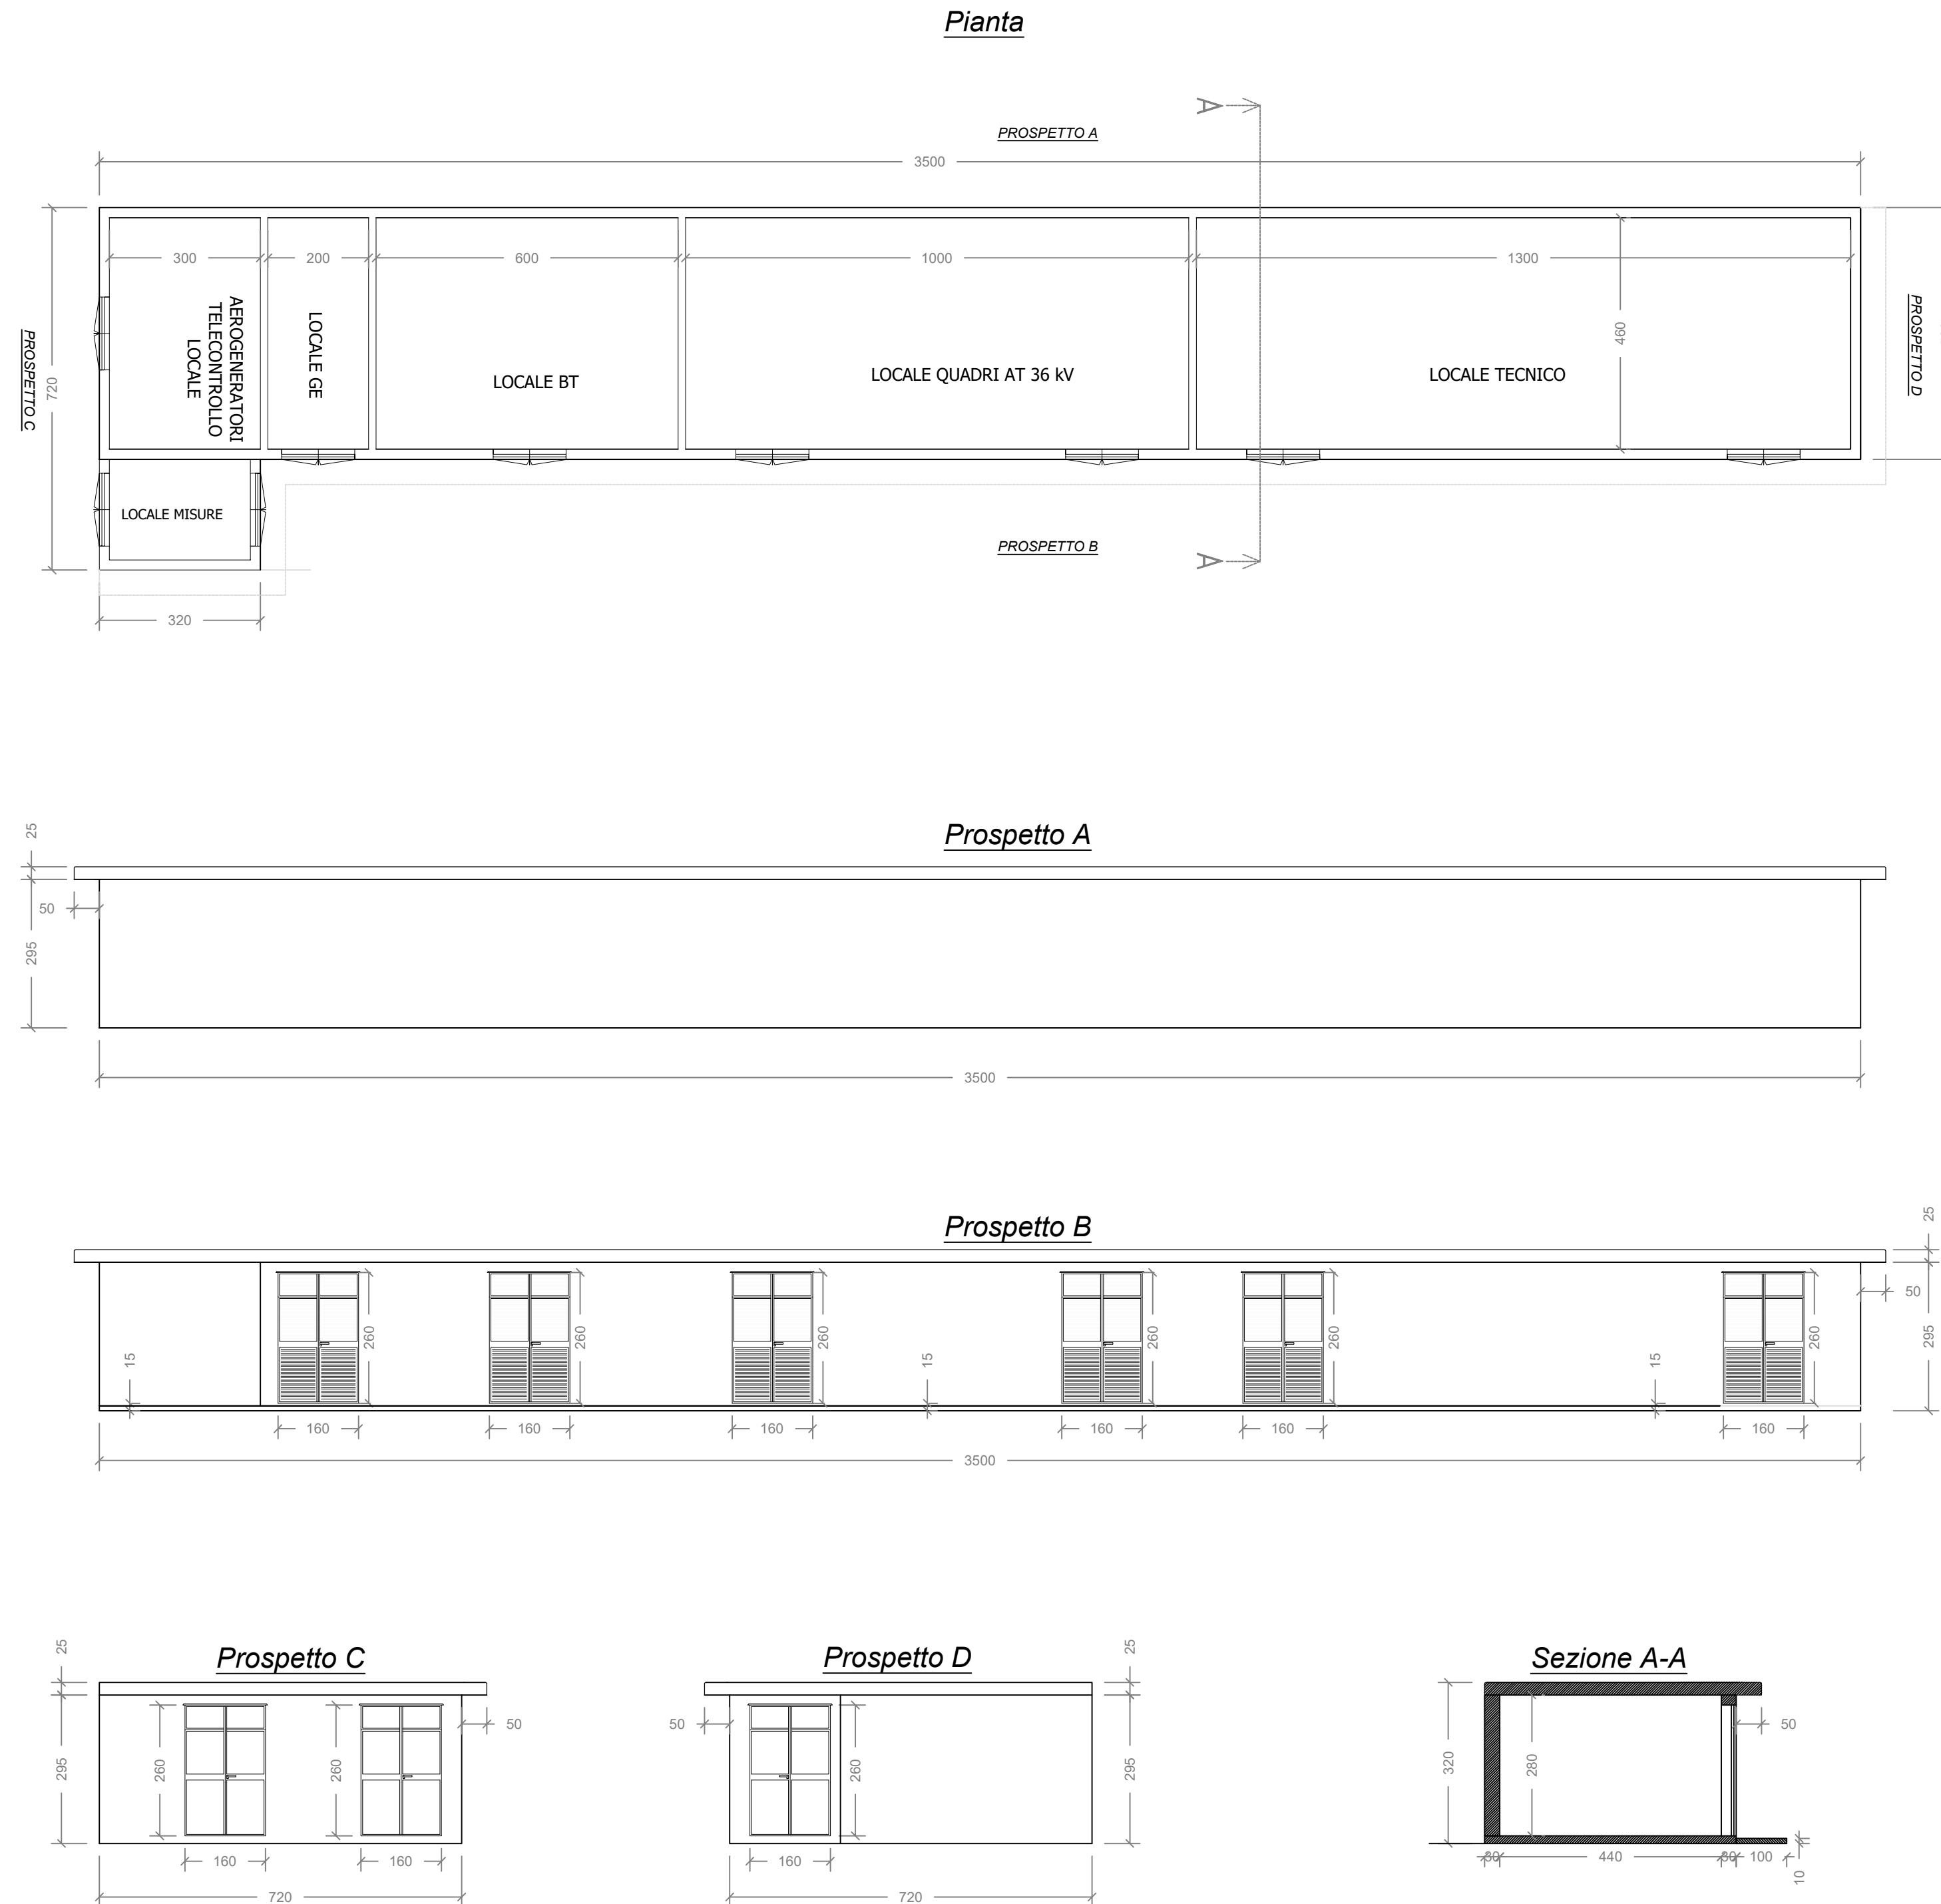 Pianta
A
PROSPETTO A
3500
300
200
600
1000
1300
PROSPETTO C
720
AEROGENERATORI
TELECONTROLLO
LOCALE
LOCALE GE
LOCALE BT
LOCALE QUADRI AT 36 kV
460
LOCALE TECNICO
PROSPETTO D
LOCALE MISURE
PROSPETTO B
A
320
Prospetto A
25
50
295
3500
Prospetto B
25
50
295
15
15
15
260
260
260
260
260
260
160
160
160
160
160
160
3500
Prospetto C
25
50
295
260
260
160
160
720
Prospetto D
25
50
260
295
160
720
Sezione A-A
50
320
280
30
440
30
100
10